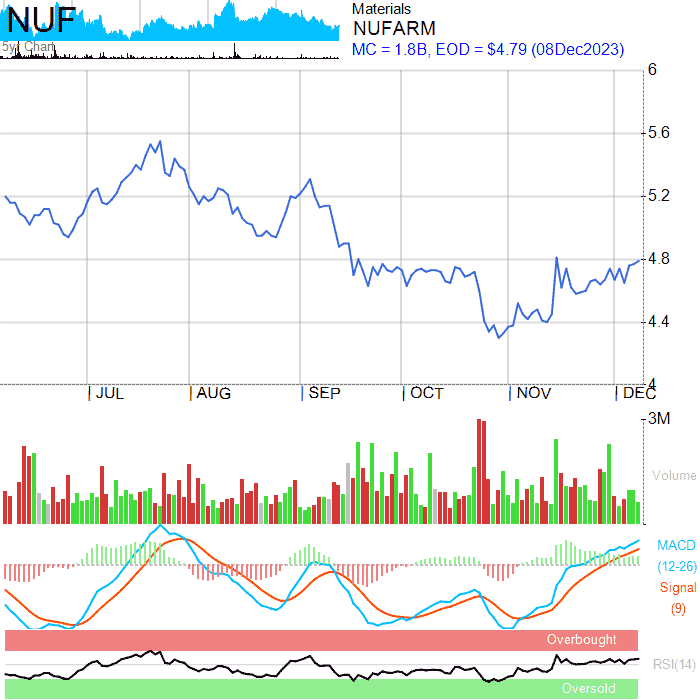 NUF
5yr Chart
Materials
NUFARM
MC = 1.8B, EOD = $4.79 (08Dec2023)
6
5.6
5.2
4.8
4.4
4
JUL AUG SEP OCT NOV DEC
3M
Volume
MACD
(12-26)
Signal
(9)
Overbought
RSI(14)
Oversold